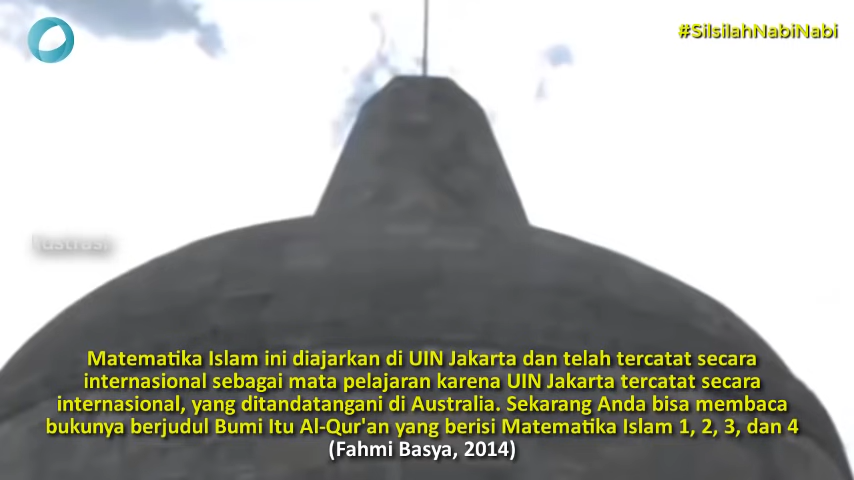 #SilsilahNabiNabi
Ilustrasi
Matematika Islam ini diajarkan di UIN Jakarta dan telah tercatat secara
internasional sebagai mata pelajaran karena UIN Jakarta tercatat secara
internasional, yang ditandatangani di Australia. Sekarang Anda bisa membaca
bukunya berjudul Bumi Itu Al-Qur'an yang berisi Matematika Islam 1, 2, 3, dan 4
(Fahmi Basya, 2014)